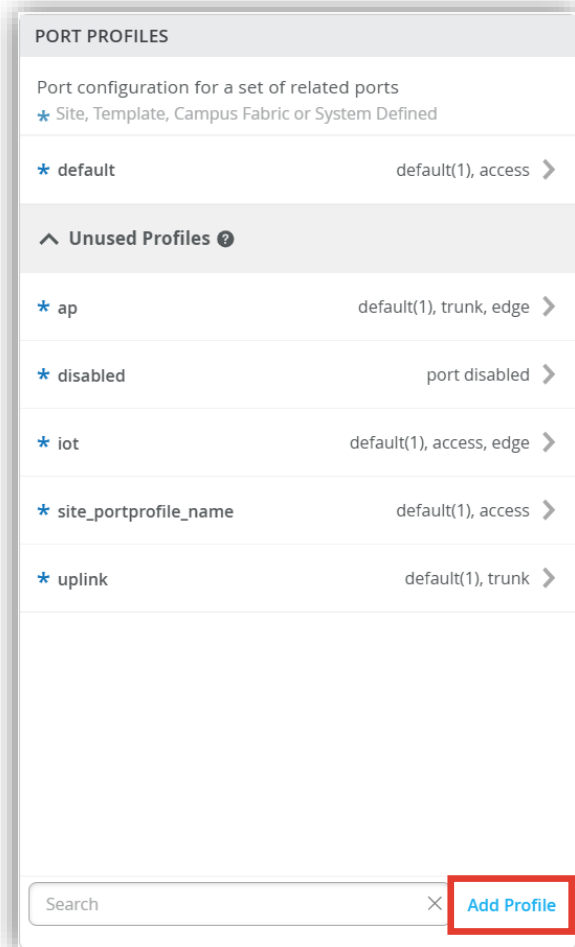 PORT PROFILES
Port configuration for a set of related ports
* Site, Template, Campus Fabric or System Defined
* default default(1), access
Unused Profiles ?
* ap default(1), trunk, edge
* disabled port disabled
* iot default(1), access, edge
* site_portprofile_name default(1), access
* uplink default(1), trunk
Search Add Profile